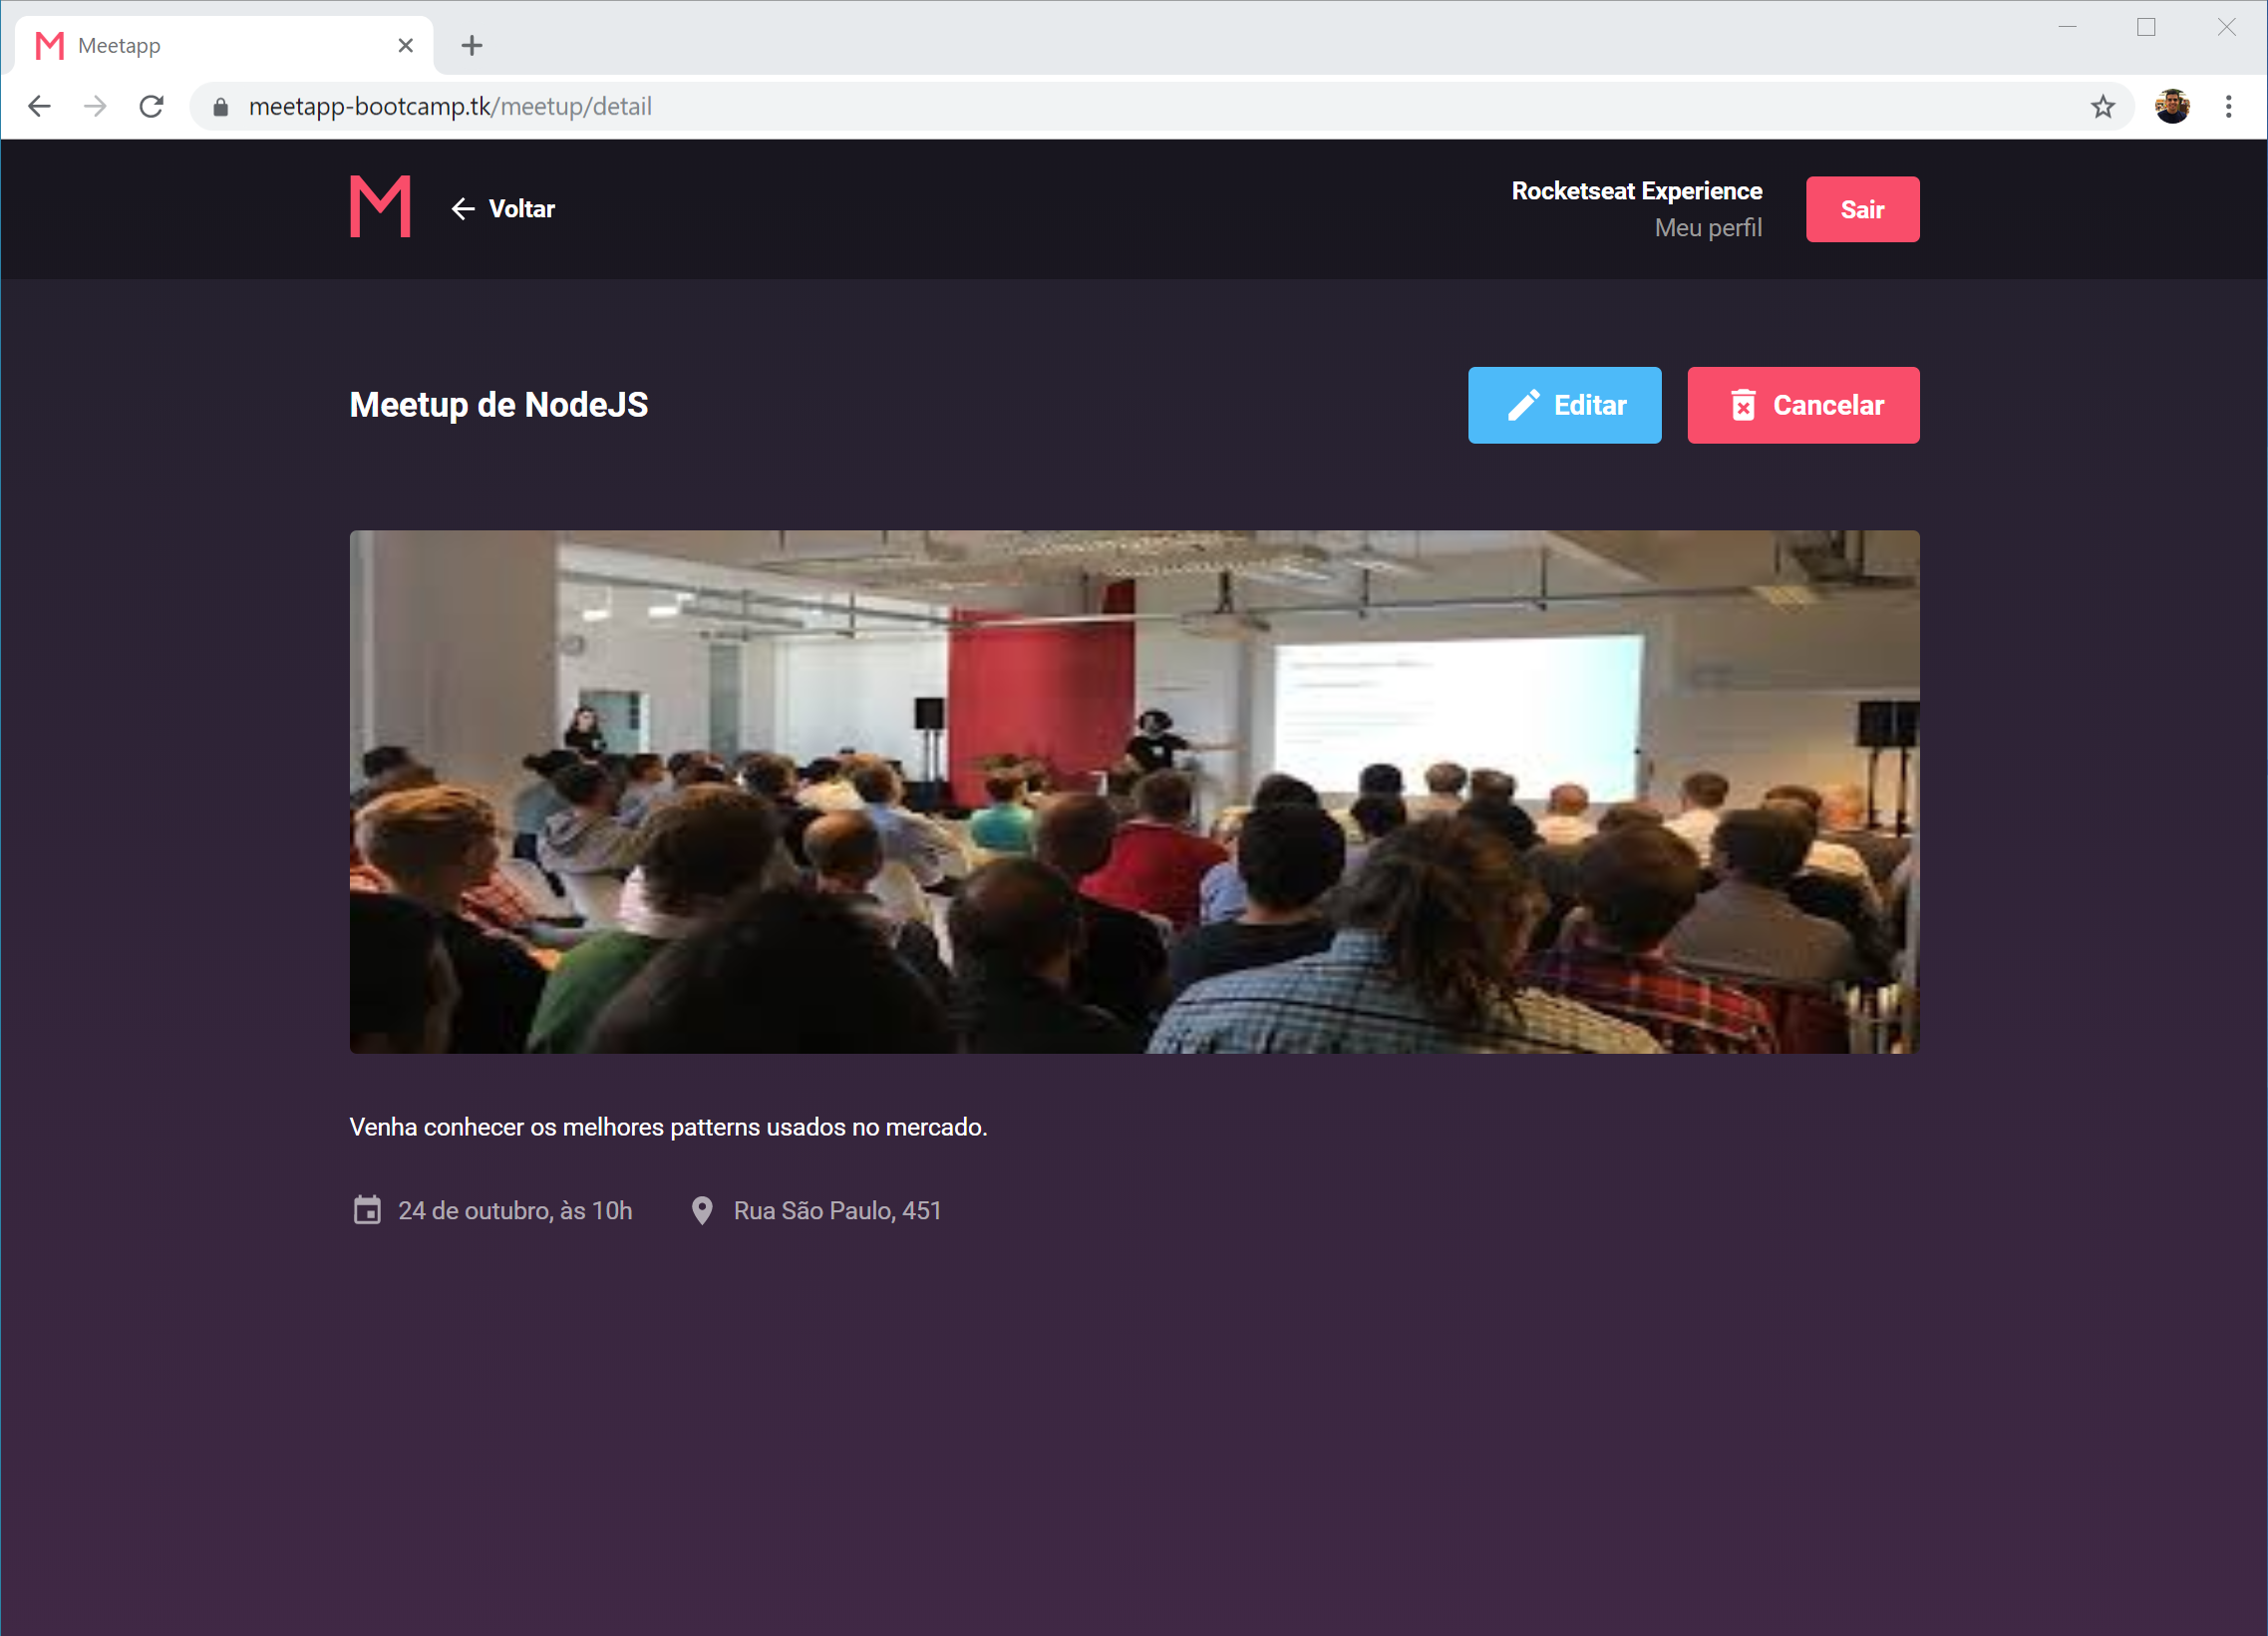 Meetapp
meetapp-bootcamp.tk/meetup/detail
M
Voltar
Rocketseat Experience
Meu perfil
Sair
Meetup de NodeJS
Editar
Cancelar
Venha conhecer os melhores patterns usados no mercado.
24 de outubro, às 10h
Rua São Paulo, 451